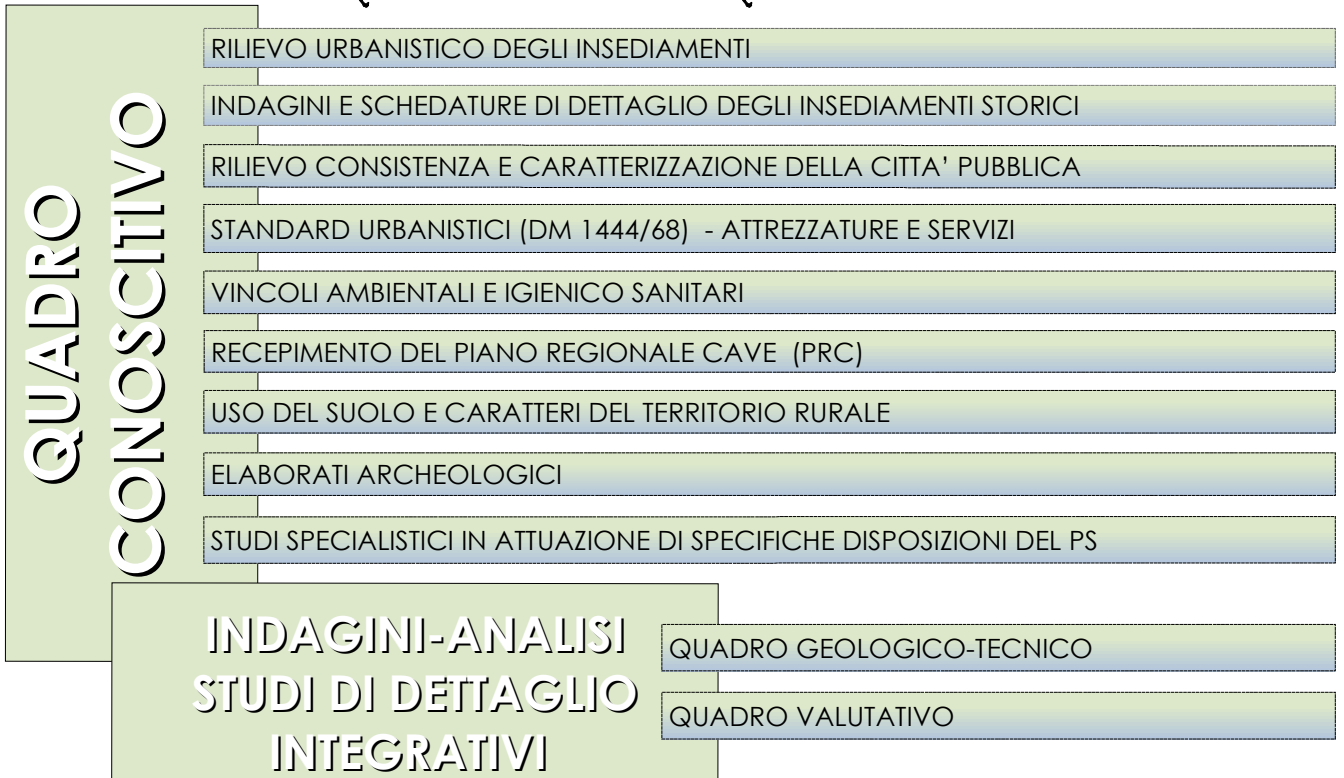 QUADRO
CONOSCITIVO
RILIEVO URBANISTICO DEGLI INSEDIAMENTI
INDAGINI E SCHEDATURE DI DETTAGLIO DEGLI INSEDIAMENTI STORICI
RILIEVO CONSISTENZA E CARATTERIZZAZIONE DELLA CITTA' PUBBLICA
STANDARD URBANISTICI (DM 1444/68) - ATTREZZATURE E SERVIZI
VINCOLI AMBIENTALI E IGIENICO SANITARI
RECEPIMENTO DEL PIANO REGIONALE CAVE (PRC)
USO DEL SUOLO E CARATTERI DEL TERRITORIO RURALE
ELABORATI ARCHEOLOGICI
STUDI SPECIALISTICI IN ATTUAZIONE DI SPECIFICHE DISPOSIZIONI DEL PS
INDAGINI-ANALISI
STUDI DI DETTAGLIO
INTEGRATIVI
QUADRO GEOLOGICO-TECNICO
QUADRO VALUTATIVO